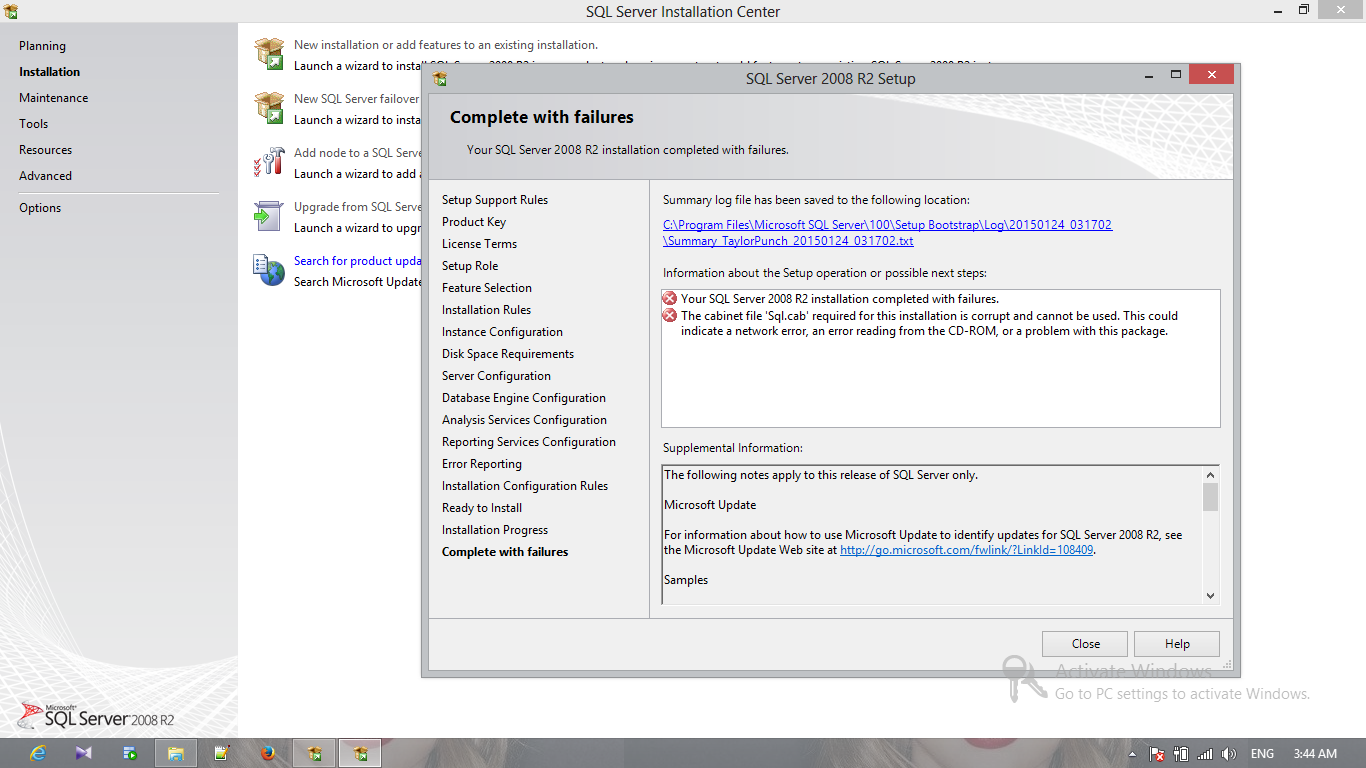 SQL Server Installation Center
Planning
Installation
Maintenance
Tools
Resources
Advanced
Options
New installation or add features to an existing installation.
Launch a wizard to install
New SQL Server failover
Launch a wizard to insta
Add node to a SQL Serve
Launch a wizard to add a
Upgrade from SQL Serve
Launch a wizard to upgr
Search for product upda
Search Microsoft Update
Microsoft
SQL Server 2008 R2
SQL Server 2008 R2 Setup
Complete with failures
Your SQL Server 2008 R2 installation completed with failures.
Setup Support Rules
Product Key
License Terms
Setup Role
Feature Selection
Installation Rules
Instance Configuration
Disk Space Requirements
Server Configuration
Database Engine Configuration
Analysis Services Configuration
Reporting Services Configuration
Error Reporting
Installation Configuration Rules
Ready to Install
Installation Progress
Complete with failures
Summary log file has been saved to the following location:
C:\Program Files\Microsoft SQL Server\100\Setup Bootstrap\Log\20150124_031702
\Summary_TaylorPunch_20150124_031702.txt
Information about the Setup operation or possible next steps:
Your SQL Server 2008 R2 installation completed with failures.
The cabinet file 'Sql.cab' required for this installation is corrupt and cannot be used. This could
indicate a network error, an error reading from the CD-ROM, or a problem with this package.
Supplemental Information:
The following notes apply to this release of SQL Server only.
Microsoft Update
For information about how to use Microsoft Update to identify updates for SQL Server 2008 R2, see
the Microsoft Update Web site at http://go.microsoft.com/fwlink/?LinkId=108409.
Samples
Close
Help
Activate Windows
Go to PC settings to activate Windows.
ENG
3:44 AM